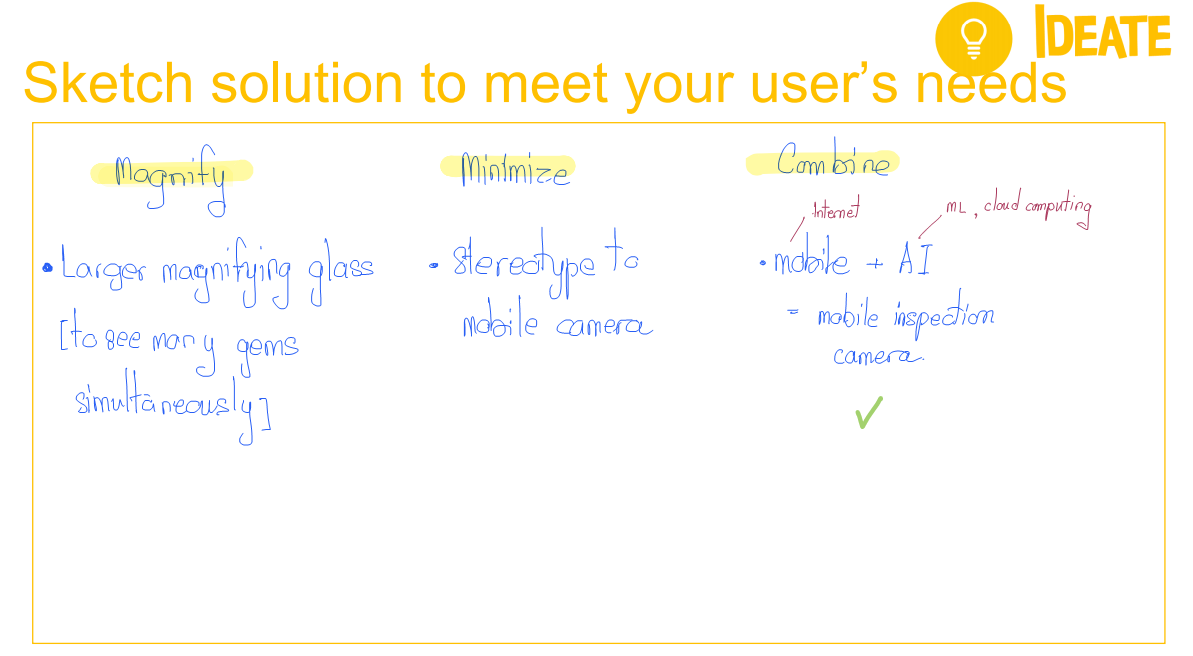 IDEATE
Sketch solution to meet your user's needs
Magnify
• Larger magnifying glass
[to see many gems
simultaneously]
Minimize
• stereotype to
mobile camera
Combine
Internet
ML, cloud computing
• mobile + AI
= mobile inspection
camera.
✓